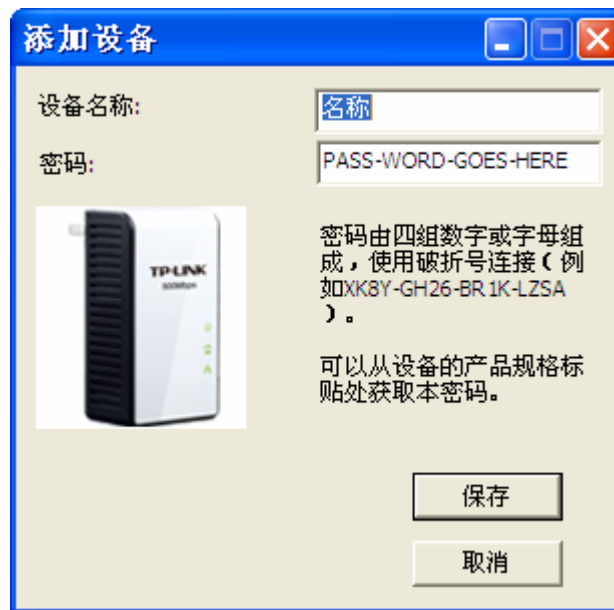 添加设备
设备名称:
名称
密码:
PASS-WORD-GOES-HERE
TP-LINK
500Mbps
密码由四组数字或字母组
成，使用破折号连接（例
如XK8Y-GH26-BR1K-LZSA
）。
可以从设备的产品规格标
贴处获取本密码。
保存
取消